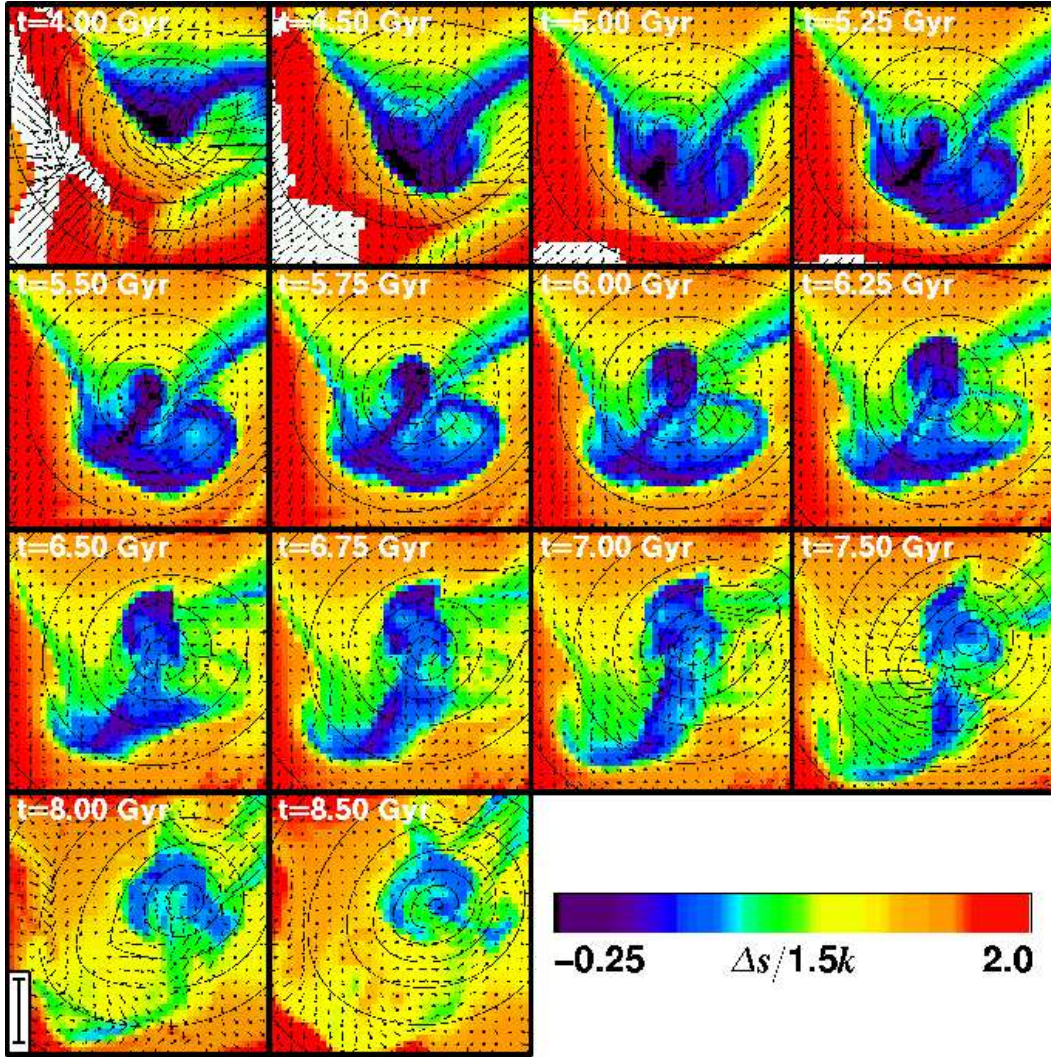 t=4.00 Gyr
t=4.50 Gyr
t=5.00 Gyr
t=5.25 Gyr
t=5.50 Gyr
t=5.75 Gyr
t=6.00 Gyr
t=6.25 Gyr
t=6.50 Gyr
t=6.75 Gyr
t=7.00 Gyr
t=7.50 Gyr
t=8.00 Gyr
t=8.50 Gyr
−0.25 Δs/1.5k 2.0